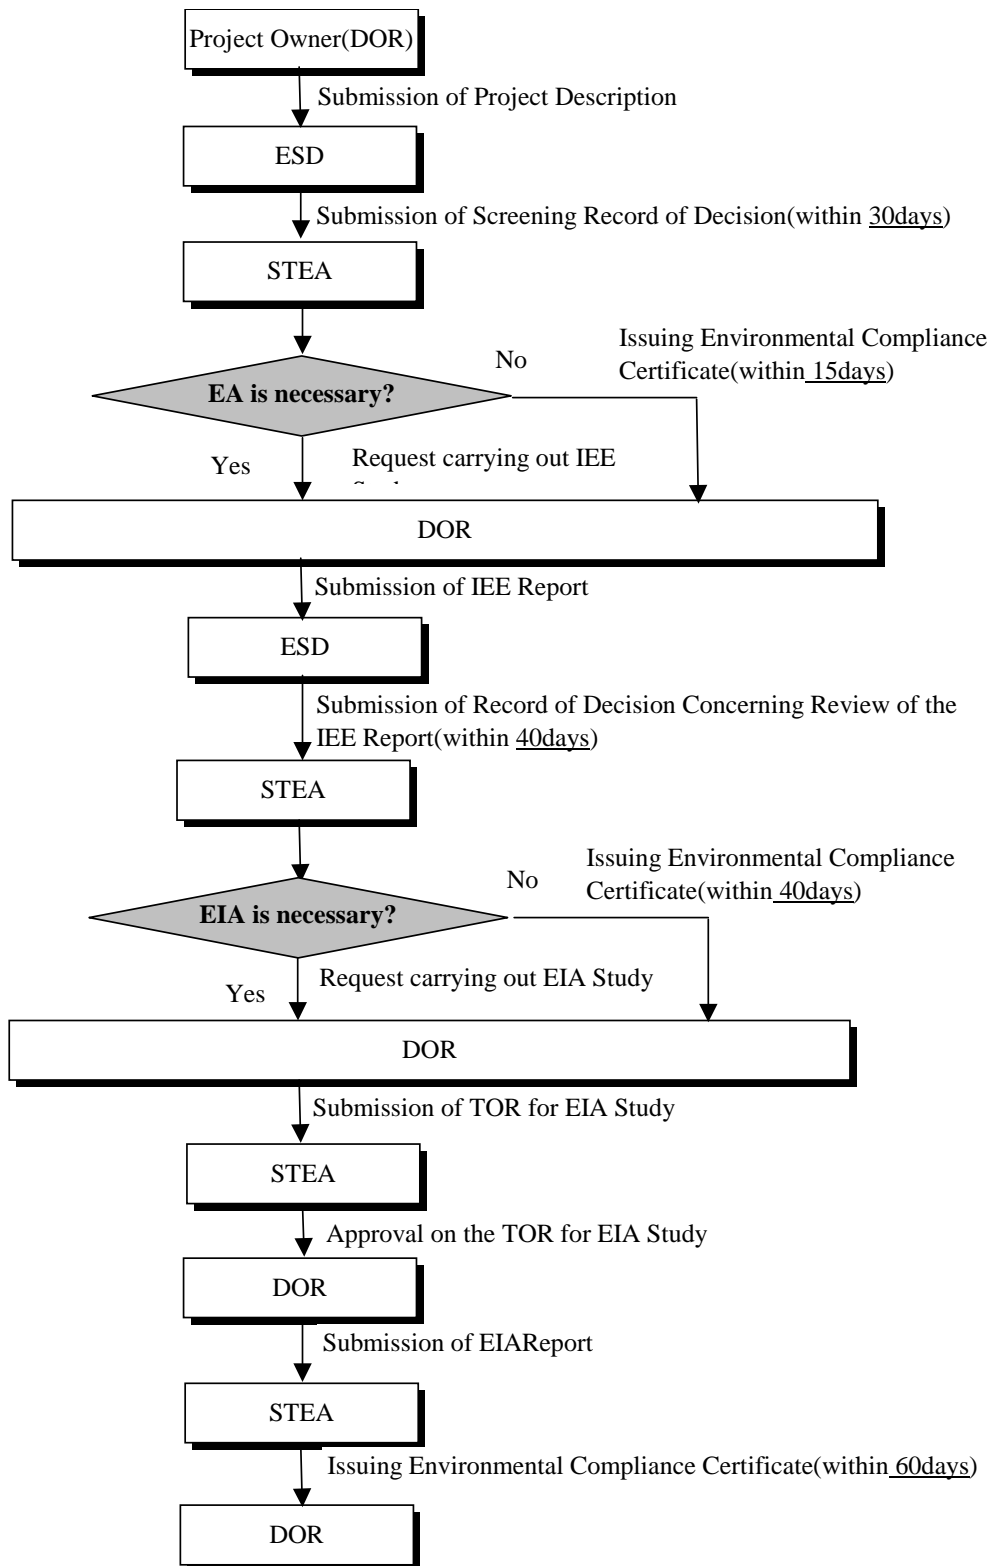 Project Owner(DOR)
Submission of Project Description
ESD
Submission of Screening Record of Decision(within 30days)
STEA
Issuing Environmental Compliance
Certificate(within 15days)
No
EA is necessary?
Yes
Request carrying out IEE
DOR
Submission of IEE Report
ESD
Submission of Record of Decision Concerning Review of the
IEE Report(within 40days)
STEA
Issuing Environmental Compliance
Certificate(within 40days)
No
EIA is necessary?
Request carrying out EIA Study
Yes
DOR
Submission of TOR for EIA Study
STEA
Approval on the TOR for EIA Study
DOR
Submission of EIAReport
STEA
Issuing Environmental Compliance Certificate(within 60days)
DOR